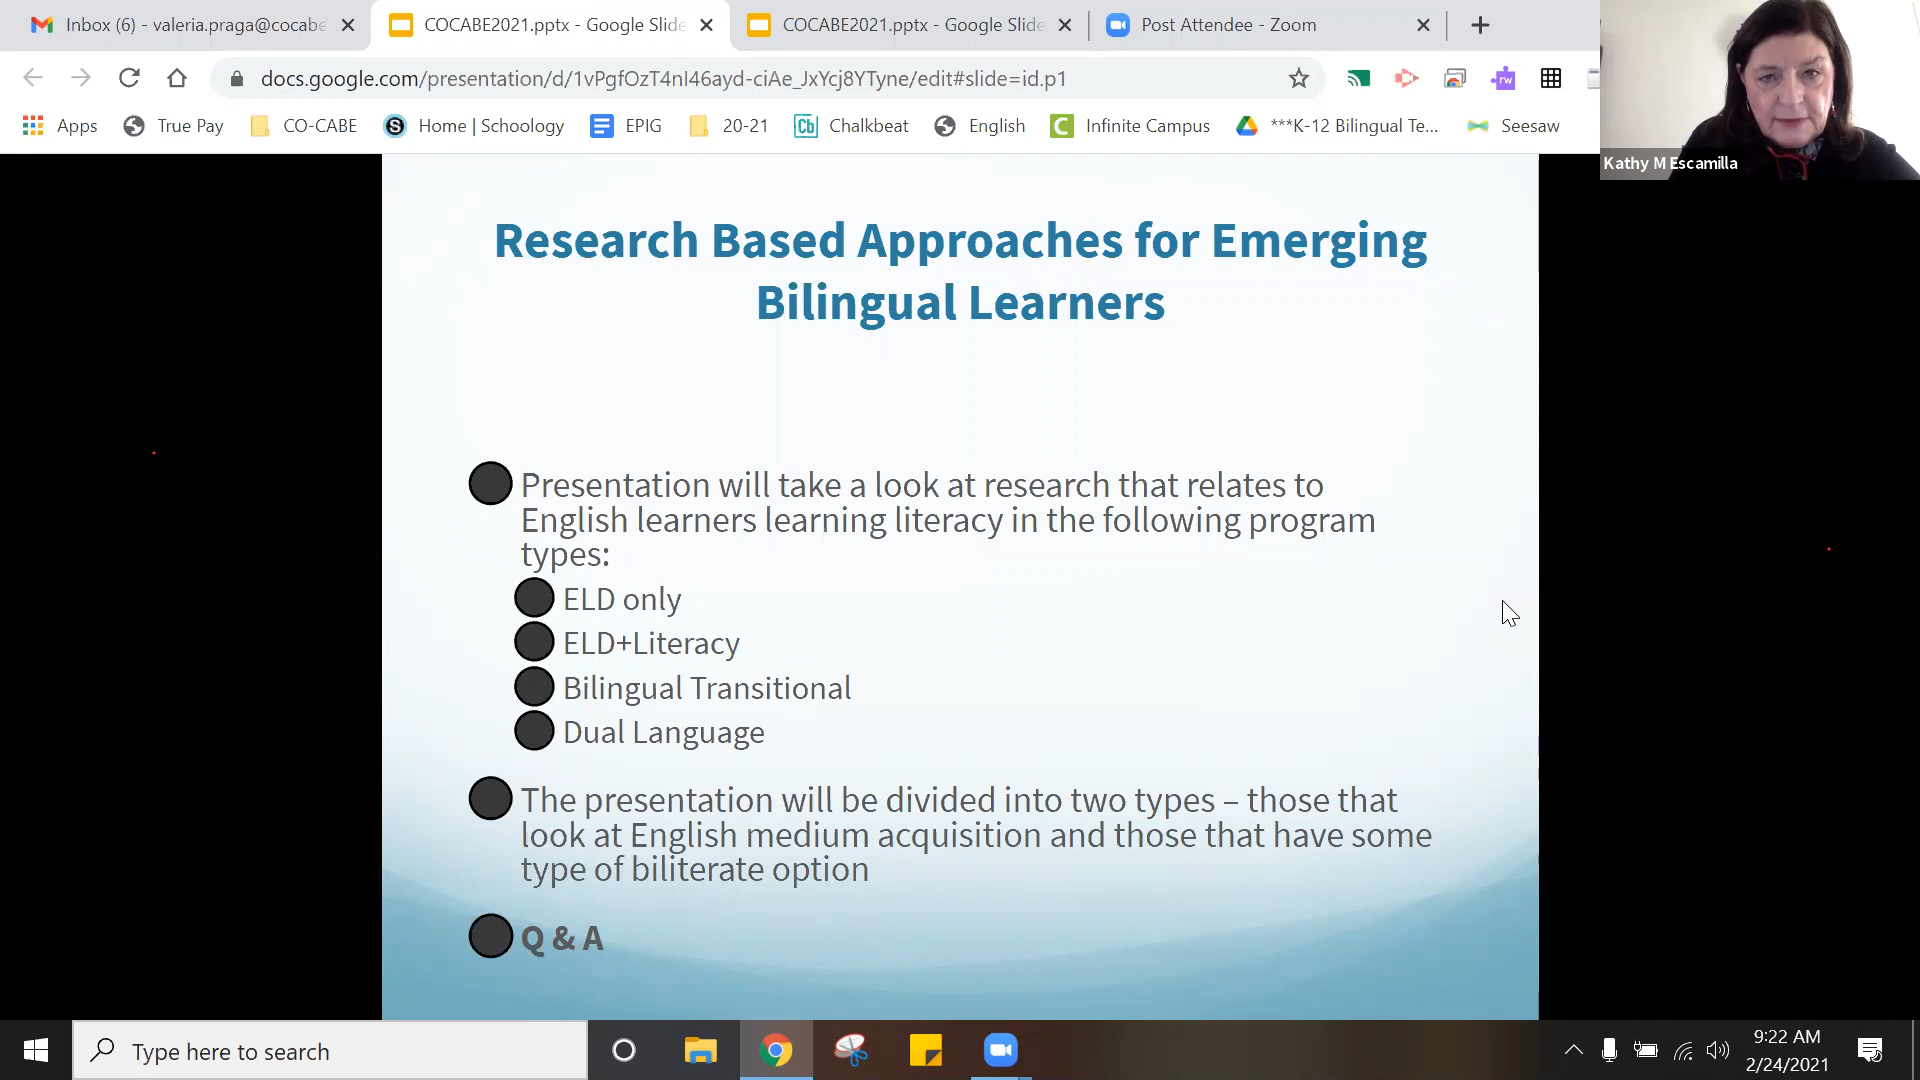 Inbox (6) - valeria.praga@cocabe
COCABE2021.pptx - Google Slide
COCABE2021.pptx - Google Slide
Post Attendee - Zoom
docs.google.com/presentation/d/1vPgfOzT4nI46ayd-ciAe_JxYcj8YTyne/edit#slide=id.p1
rw
Apps
True Pay
CO-CABE
S
Home | Schoology
EPIG
20-21
Cb
Chalkbeat
English
C
Infinite Campus
***K-12 Bilingual Te...
Seesaw
Kathy M Escamilla
Research Based Approaches for Emerging
Bilingual Learners
Presentation will take a look at research that relates to
English learners learning literacy in the following program
types:
ELD only
ELD+Literacy
Bilingual Transitional
Dual Language
The presentation will be divided into two types – those that
look at English medium acquisition and those that have some
type of biliterate option
Q & A
Type here to search
9:22 AM
2/24/2021